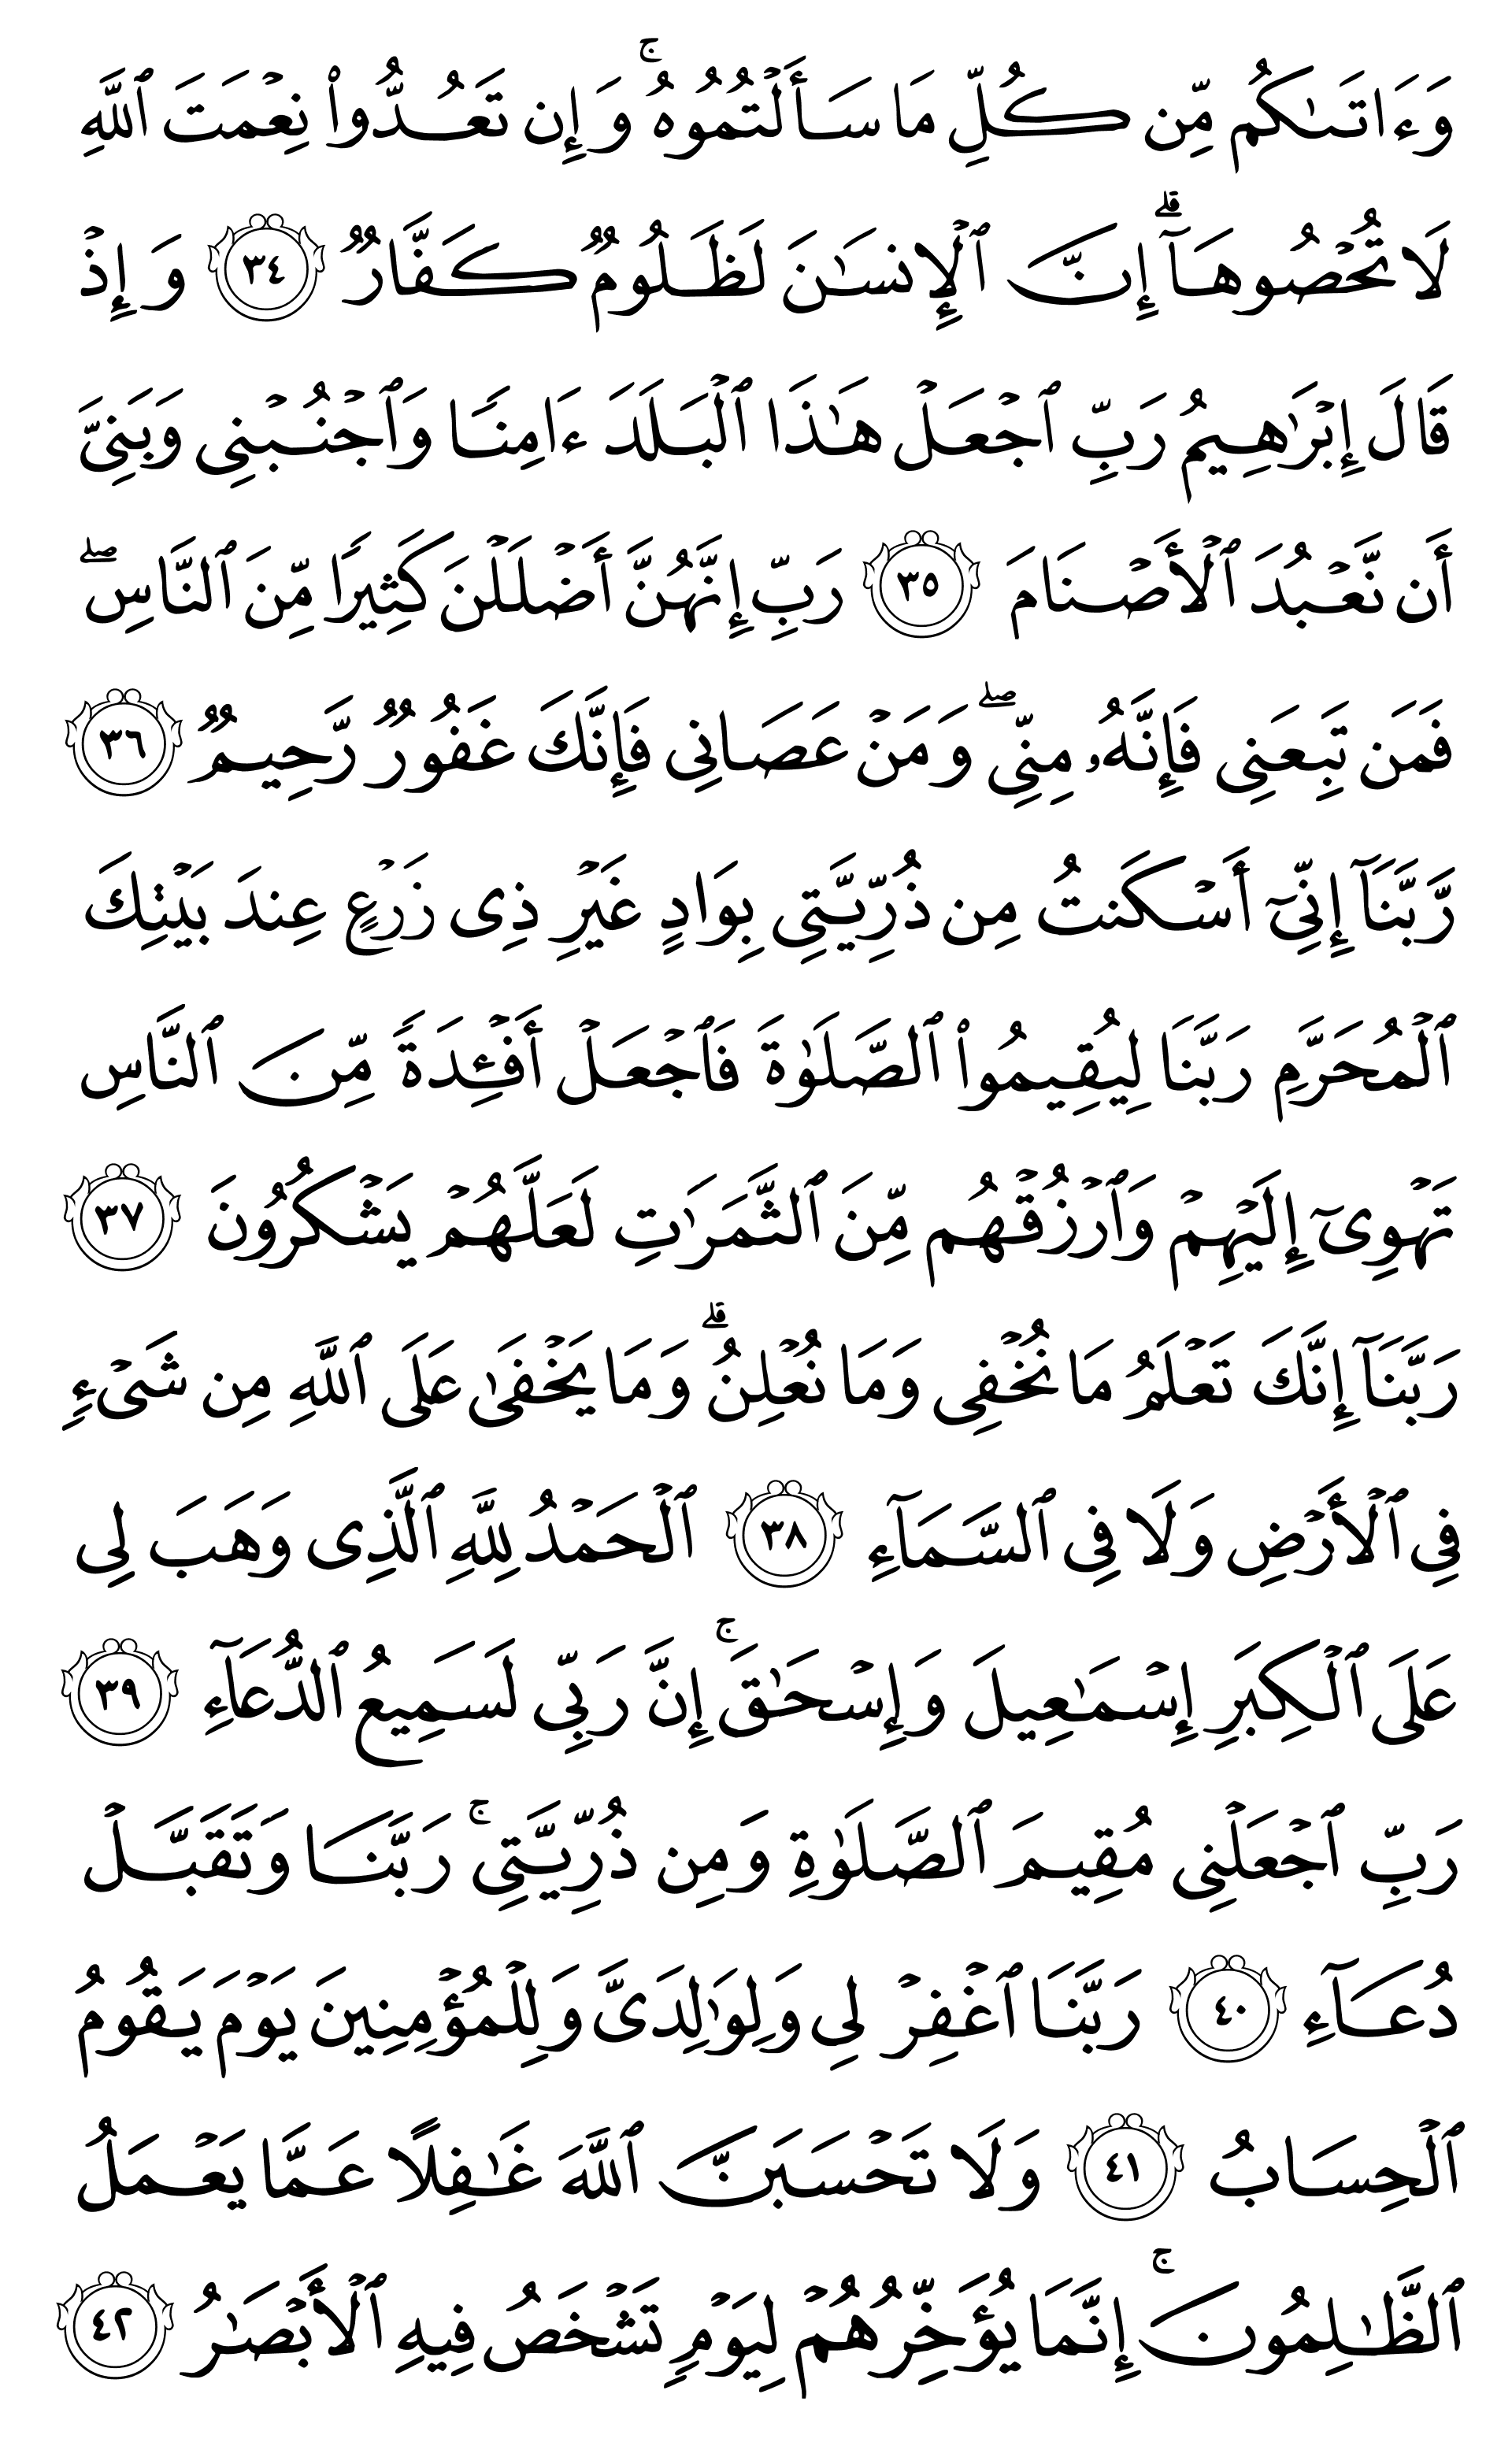 وَءَاتَىٰكُم مِّن كُلِّ مَا سَأَلْتُمُوهُ ۚ وَإِن تَعُدُّوا۟ نِعْمَتَ ٱللَّهِ
لَا تُحْصُوهَآ ۗ إِنَّ ٱلْإِنسَٰنَ لَظَلُومٌ كَفَّارٌ ٣٤ وَإِذْ
قَالَ إِبْرَٰهِيمُ رَبِّ ٱجْعَلْ هَٰذَا ٱلْبَلَدَ ءَامِنًا وَٱجْنُبْنِى وَبَنِىَّ
أَن نَّعْبُدَ ٱلْأَصْنَامَ ٣٥ رَبِّ إِنَّهُنَّ أَضْلَلْنَ كَثِيرًا مِّنَ ٱلنَّاسِ ۖ
فَمَن تَبِعَنِى فَإِنَّهُۥ مِنِّى ۖ وَمَنْ عَصَانِى فَإِنَّكَ غَفُورٌ رَّحِيمٌ ٣٦
رَّبَّنَآ إِنِّىٓ أَسْكَنتُ مِن ذُرِّيَّتِى بِوَادٍ غَيْرِ ذِى زَرْعٍ عِندَ بَيْتِكَ
ٱلْمُحَرَّمِ رَبَّنَا لِيُقِيمُوا۟ ٱلصَّلَوٰةَ فَٱجْعَلْ أَفْـِٔدَةً مِّنَ ٱلنَّاسِ
تَهْوِىٓ إِلَيْهِمْ وَٱرْزُقْهُم مِّنَ ٱلثَّمَرَٰتِ لَعَلَّهُمْ يَشْكُرُونَ ٣٧
رَبَّنَآ إِنَّكَ تَعْلَمُ مَا نُخْفِى وَمَا نُعْلِنُ ۗ وَمَا يَخْفَىٰ عَلَى ٱللَّهِ مِن شَىْءٍ
فِى ٱلْأَرْضِ وَلَا فِى ٱلسَّمَآءِ ٣٨ ٱلْحَمْدُ لِلَّهِ ٱلَّذِى وَهَبَ لِى
عَلَى ٱلْكِبَرِ إِسْمَٰعِيلَ وَإِسْحَٰقَ ۚ إِنَّ رَبِّى لَسَمِيعُ ٱلدُّعَآءِ ٣٩
رَبِّ ٱجْعَلْنِى مُقِيمَ ٱلصَّلَوٰةِ وَمِن ذُرِّيَّتِى ۚ رَبَّنَا وَتَقَبَّلْ
دُعَآءِ ٤٠ رَبَّنَا ٱغْفِرْ لِى وَلِوَٰلِدَىَّ وَلِلْمُؤْمِنِينَ يَوْمَ يَقُومُ
ٱلْحِسَابُ ٤١ وَلَا تَحْسَبَنَّ ٱللَّهَ غَٰفِلًا عَمَّا يَعْمَلُ
ٱلظَّٰلِمُونَ ۚ إِنَّمَا يُؤَخِّرُهُمْ لِيَوْمٍ تَشْخَصُ فِيهِ ٱلْأَبْصَٰرُ ٤٢